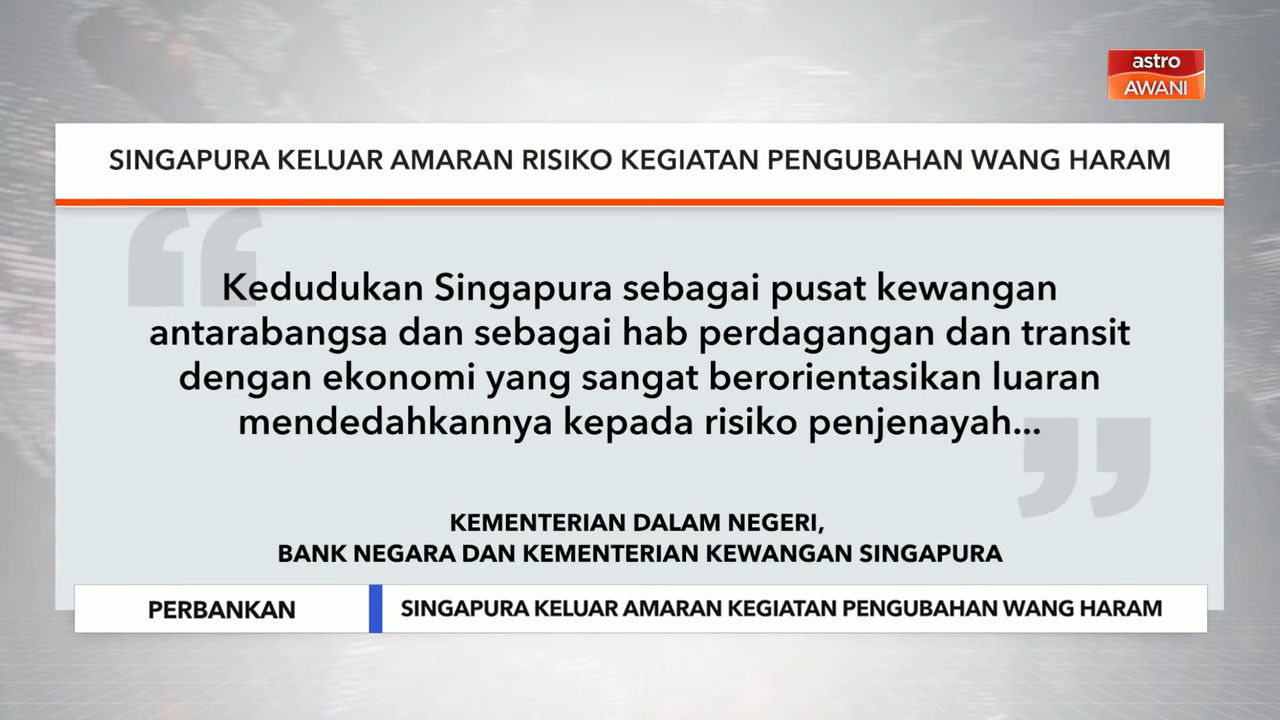 astro
AWANI
SINGAPURA KELUAR AMARAN RISIKO KEGIATAN PENGUBAHAN WANG HARAM
“
Kedudukan Singapura sebagai pusat kewangan
antarabangsa dan sebagai hab perdagangan dan transit
dengan ekonomi yang sangat berorientasikan luaran
mendedahkannya kepada risiko penjenayah...
”
KEMENTERIAN DALAM NEGERI,
BANK NEGARA DAN KEMENTERIAN KEWANGAN SINGAPURA
PERBANKAN
SINGAPURA KELUAR AMARAN KEGIATAN PENGUBAHAN WANG HARAM